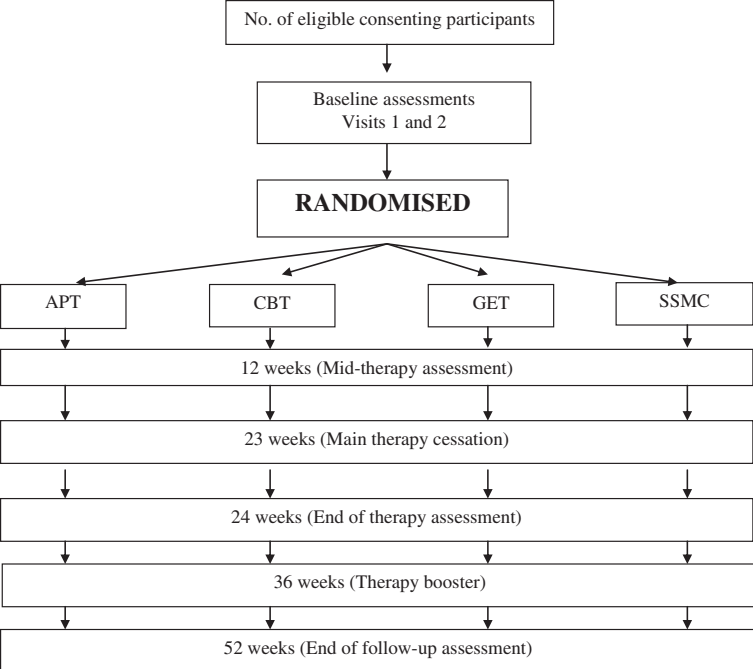 No. of eligible consenting participants
Baseline assessments
Visits 1 and 2
RANDOMISED
APT
CBT
GET
SSMC
12 weeks (Mid-therapy assessment)
23 weeks (Main therapy cessation)
24 weeks (End of therapy assessment)
36 weeks (Therapy booster)
52 weeks (End of follow-up assessment)